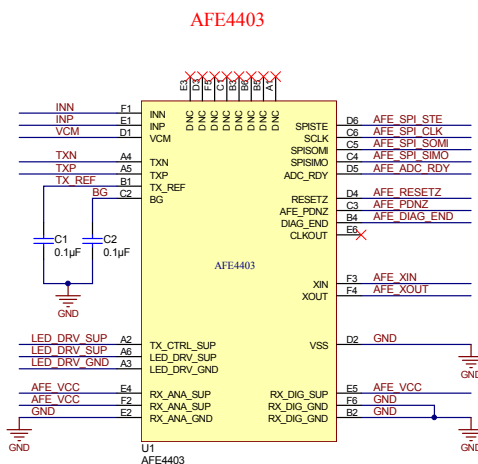 AFE4403
E3 D3 F5 C1 B3 B6 B5 A1
DNC DNC DNC DNC DNC DNC DNC DNC
INN F1 INN
INP E1 INP
VCM D1 VCM
TXN A4 TXN
TXP A5 TXP
TX_REF B1 TX_REF
BG C2 BG
SPISTE D6 AFE_SPI_STE
SCLK C6 AFE_SPI_CLK
SPISOMI C5 AFE_SPI_SOMI
SPISIMO C4 AFE_SPI_SIMO
ADC_RDY D5 AFE_ADC_RDY
RESETZ D4 AFE_RESETZ
AFE_PDNZ C3 AFE_PDNZ
DIAG_END B4 AFE_DIAG_END
CLKOUT E6
C1 C2
0.1µF 0.1µF
GND
AFE4403
XIN F3 AFE_XIN
XOUT F4 AFE_XOUT
LED_DRV_SUP A2 TX_CTRL_SUP
LED_DRV_SUP A6 LED_DRV_SUP
LED_DRV_GND A3 LED_DRV_GND
VSS D2 GND
GND
AFE_VCC E4 RX_ANA_SUP
AFE_VCC F2 RX_ANA_SUP
GND E2 RX_ANA_GND
GND
RX_DIG_SUP E5 AFE_VCC
RX_DIG_GND F6 GND
RX_DIG_GND B2 GND
GND
U1
AFE4403